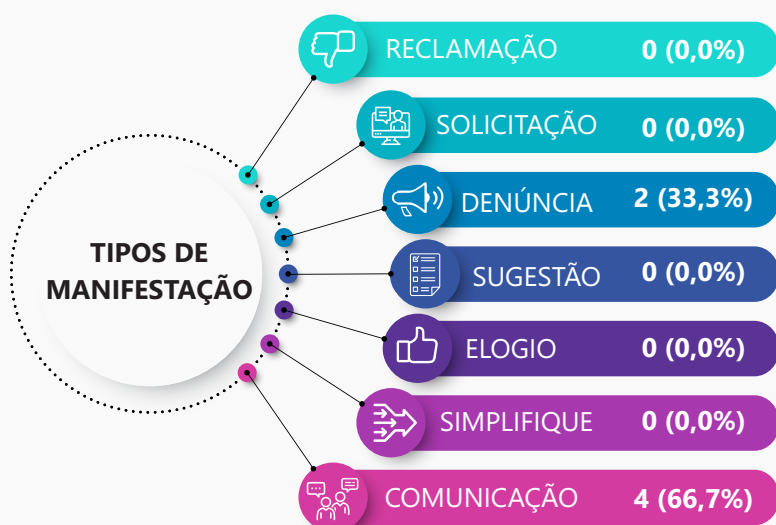 TIPOS DE
MANIFESTAÇÃO
RECLAMAÇÃO 0 (0,0%)
SOLICITAÇÃO 0 (0,0%)
DENÚNCIA 2 (33,3%)
SUGESTÃO 0 (0,0%)
ELOGIO 0 (0,0%)
SIMPLIFIQUE 0 (0,0%)
COMUNICAÇÃO 4 (66,7%)